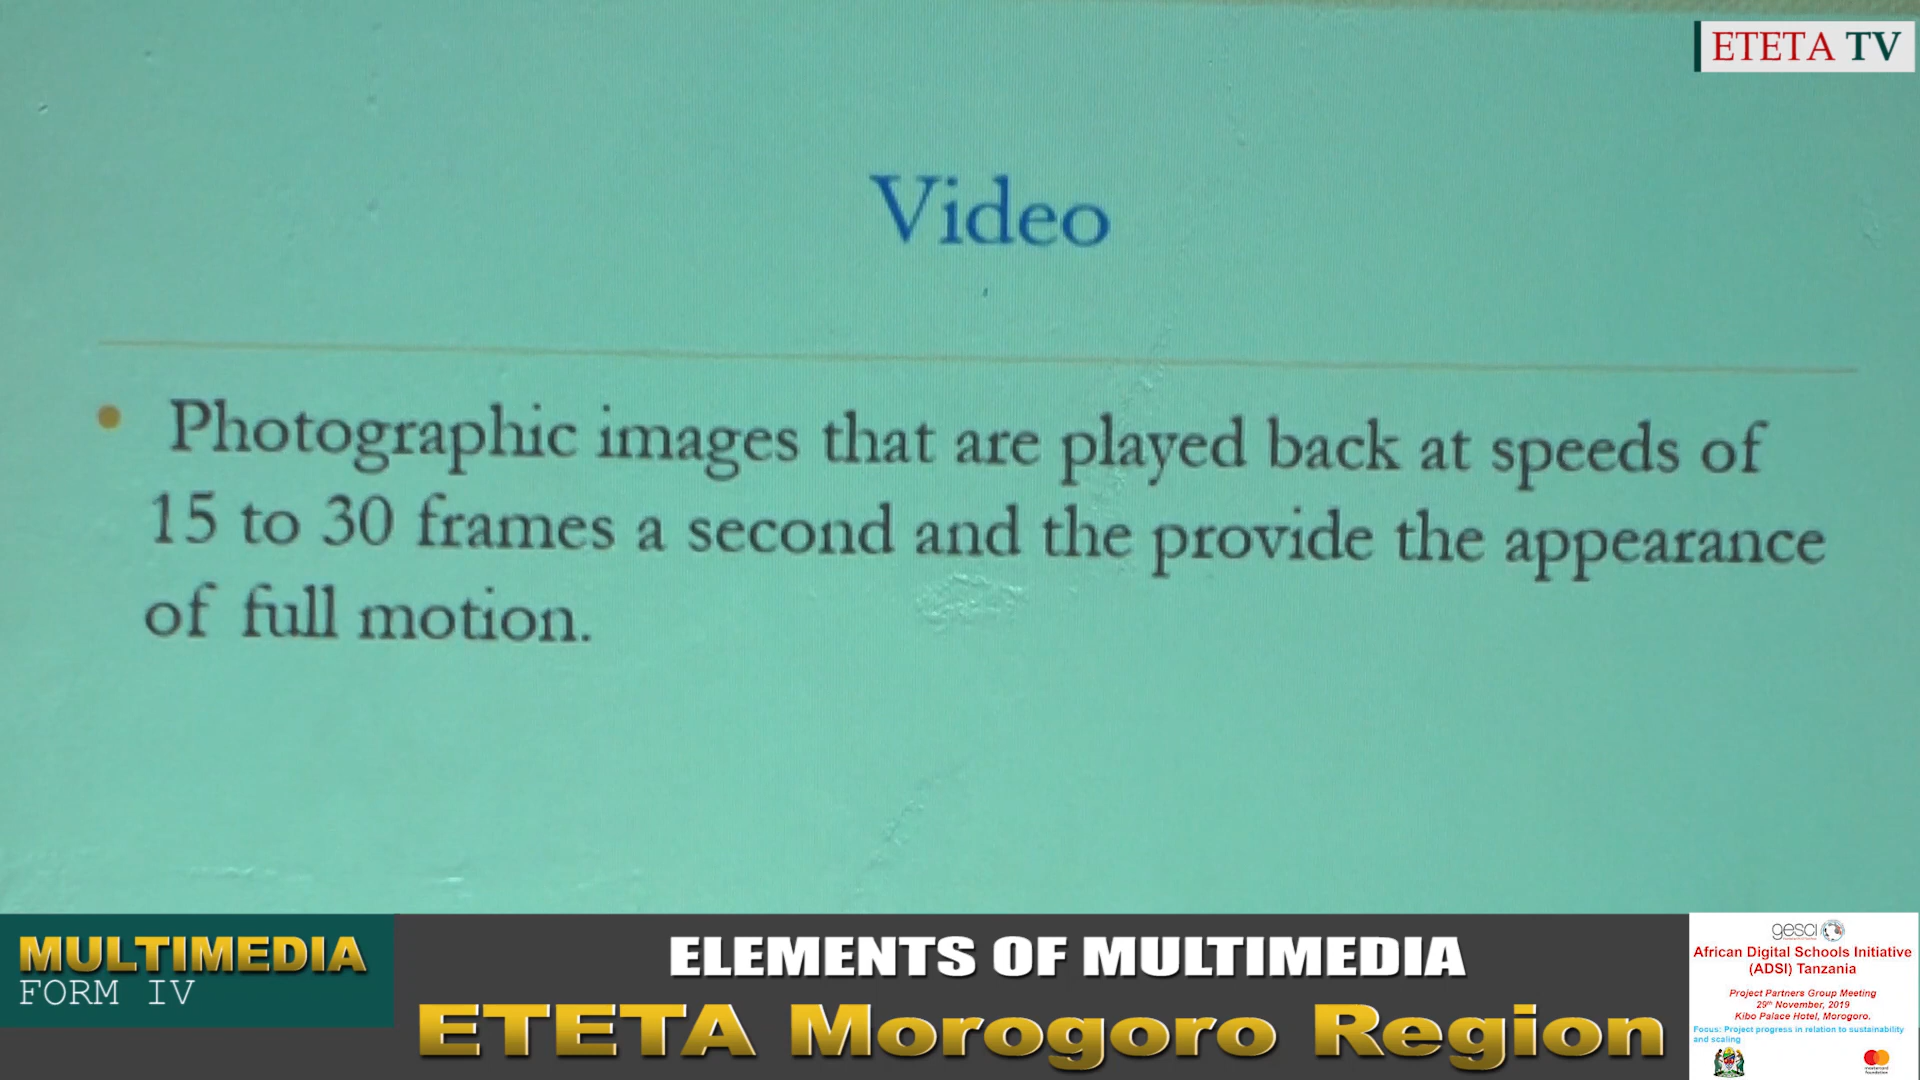 ETETA TV
Video
• Photographic images that are played back at speeds of
15 to 30 frames a second and the provide the appearance
of full motion.
MULTIMEDIA
FORM IV
ELEMENTS OF MULTIMEDIA
ETETA Morogoro Region
gesci
African Digital Schools Initiative
(ADSI) Tanzania
Project Partners Group Meeting
29th November, 2019
Kibo Palace Hotel, Morogoro.
Focus: Project progress in relation to sustainability
and scaling
mastercard
foundation